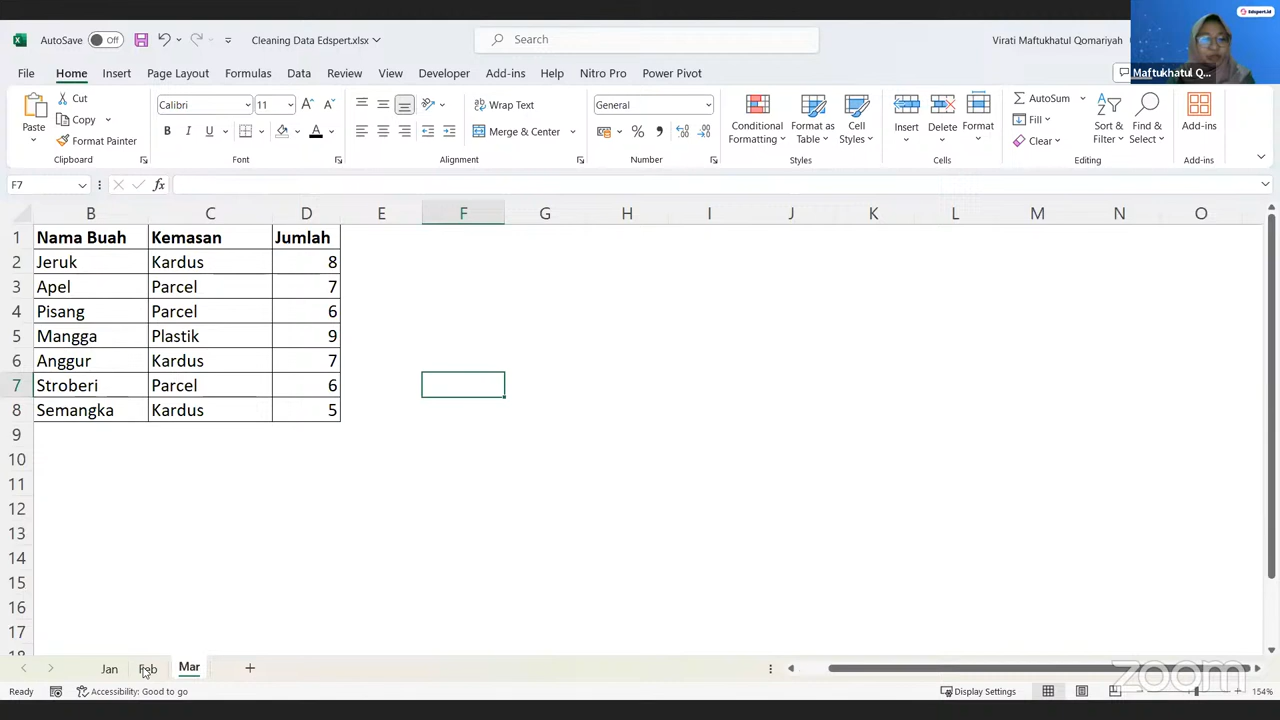 Edspert.id
AutoSave Off Cleaning Data Edspert.xlsx Search Virati Maftukhatul Qomariyah
Maftukhatul Q...
File Home Insert Page Layout Formulas Data Review View Developer Add-ins Help Nitro Pro Power Pivot
Paste Cut Copy Format Painter Clipboard
Calibri 11 B I U A Font
Wrap Text Merge & Center Alignment
General % Number
Conditional Formatting Format as Table Cell Styles Styles
Insert Delete Format Cells
AutoSum Fill Clear Sort & Filter Find & Select Editing
Add-ins Add-ins
F7 fx
B C D E F G H I J K L M N O
1 Nama Buah Kemasan Jumlah
2 Jeruk Kardus 8
3 Apel Parcel 7
4 Pisang Parcel 6
5 Mangga Plastik 9
6 Anggur Kardus 7
7 Stroberi Parcel 6
8 Semangka Kardus 5
9
10
11
12
13
14
15
16
17
Jan Feb Mar +
zoom
Ready Accessibility: Good to go Display Settings 154%